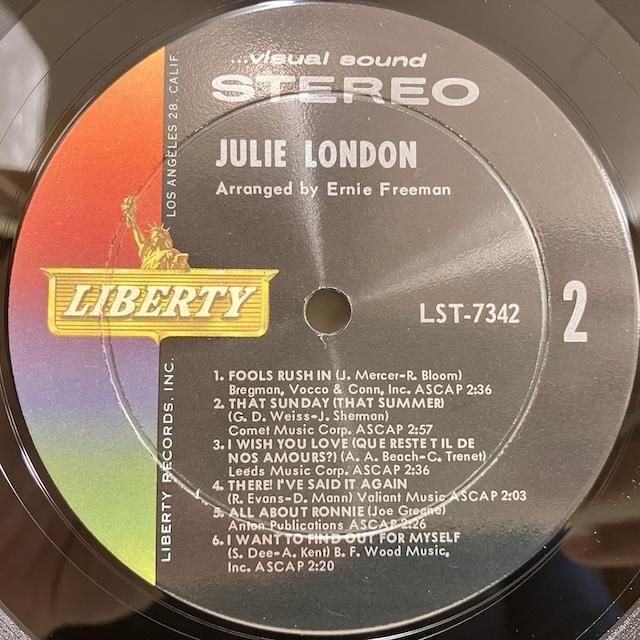 ...visual sound
STEREO
JULIE LONDON
Arranged by Ernie Freeman
LIBERTY
LST-7342
2
1. FOOLS RUSH IN (J. Mercer-R. Bloom)
Bregman, Vocco & Conn, Inc. ASCAP 2:36
2. THAT SUNDAY (THAT SUMMER)
(G. D. Weiss-J. Sherman)
Comet Music Corp. ASCAP 2:57
3. I WISH YOU LOVE (QUE RESTE T IL DE
NOS AMOURS?) (A. A. Beach-C. Trenet)
Leeds Music Corp. ASCAP 2:36
4. THERE! I'VE SAID IT AGAIN
(R. Evans-D. Mann) Valiant Music ASCAP 2:03
5. ALL ABOUT RONNIE (Joe Greene)
Anton Publications ASCAP 2:26
6. I WANT TO FIND OUT FOR MYSELF
(S. Dee-A. Kent) B. F. Wood Music,
Inc. ASCAP 2:20
LIBERTY RECORDS, INC.
LOS ANGELES 28, CALIF